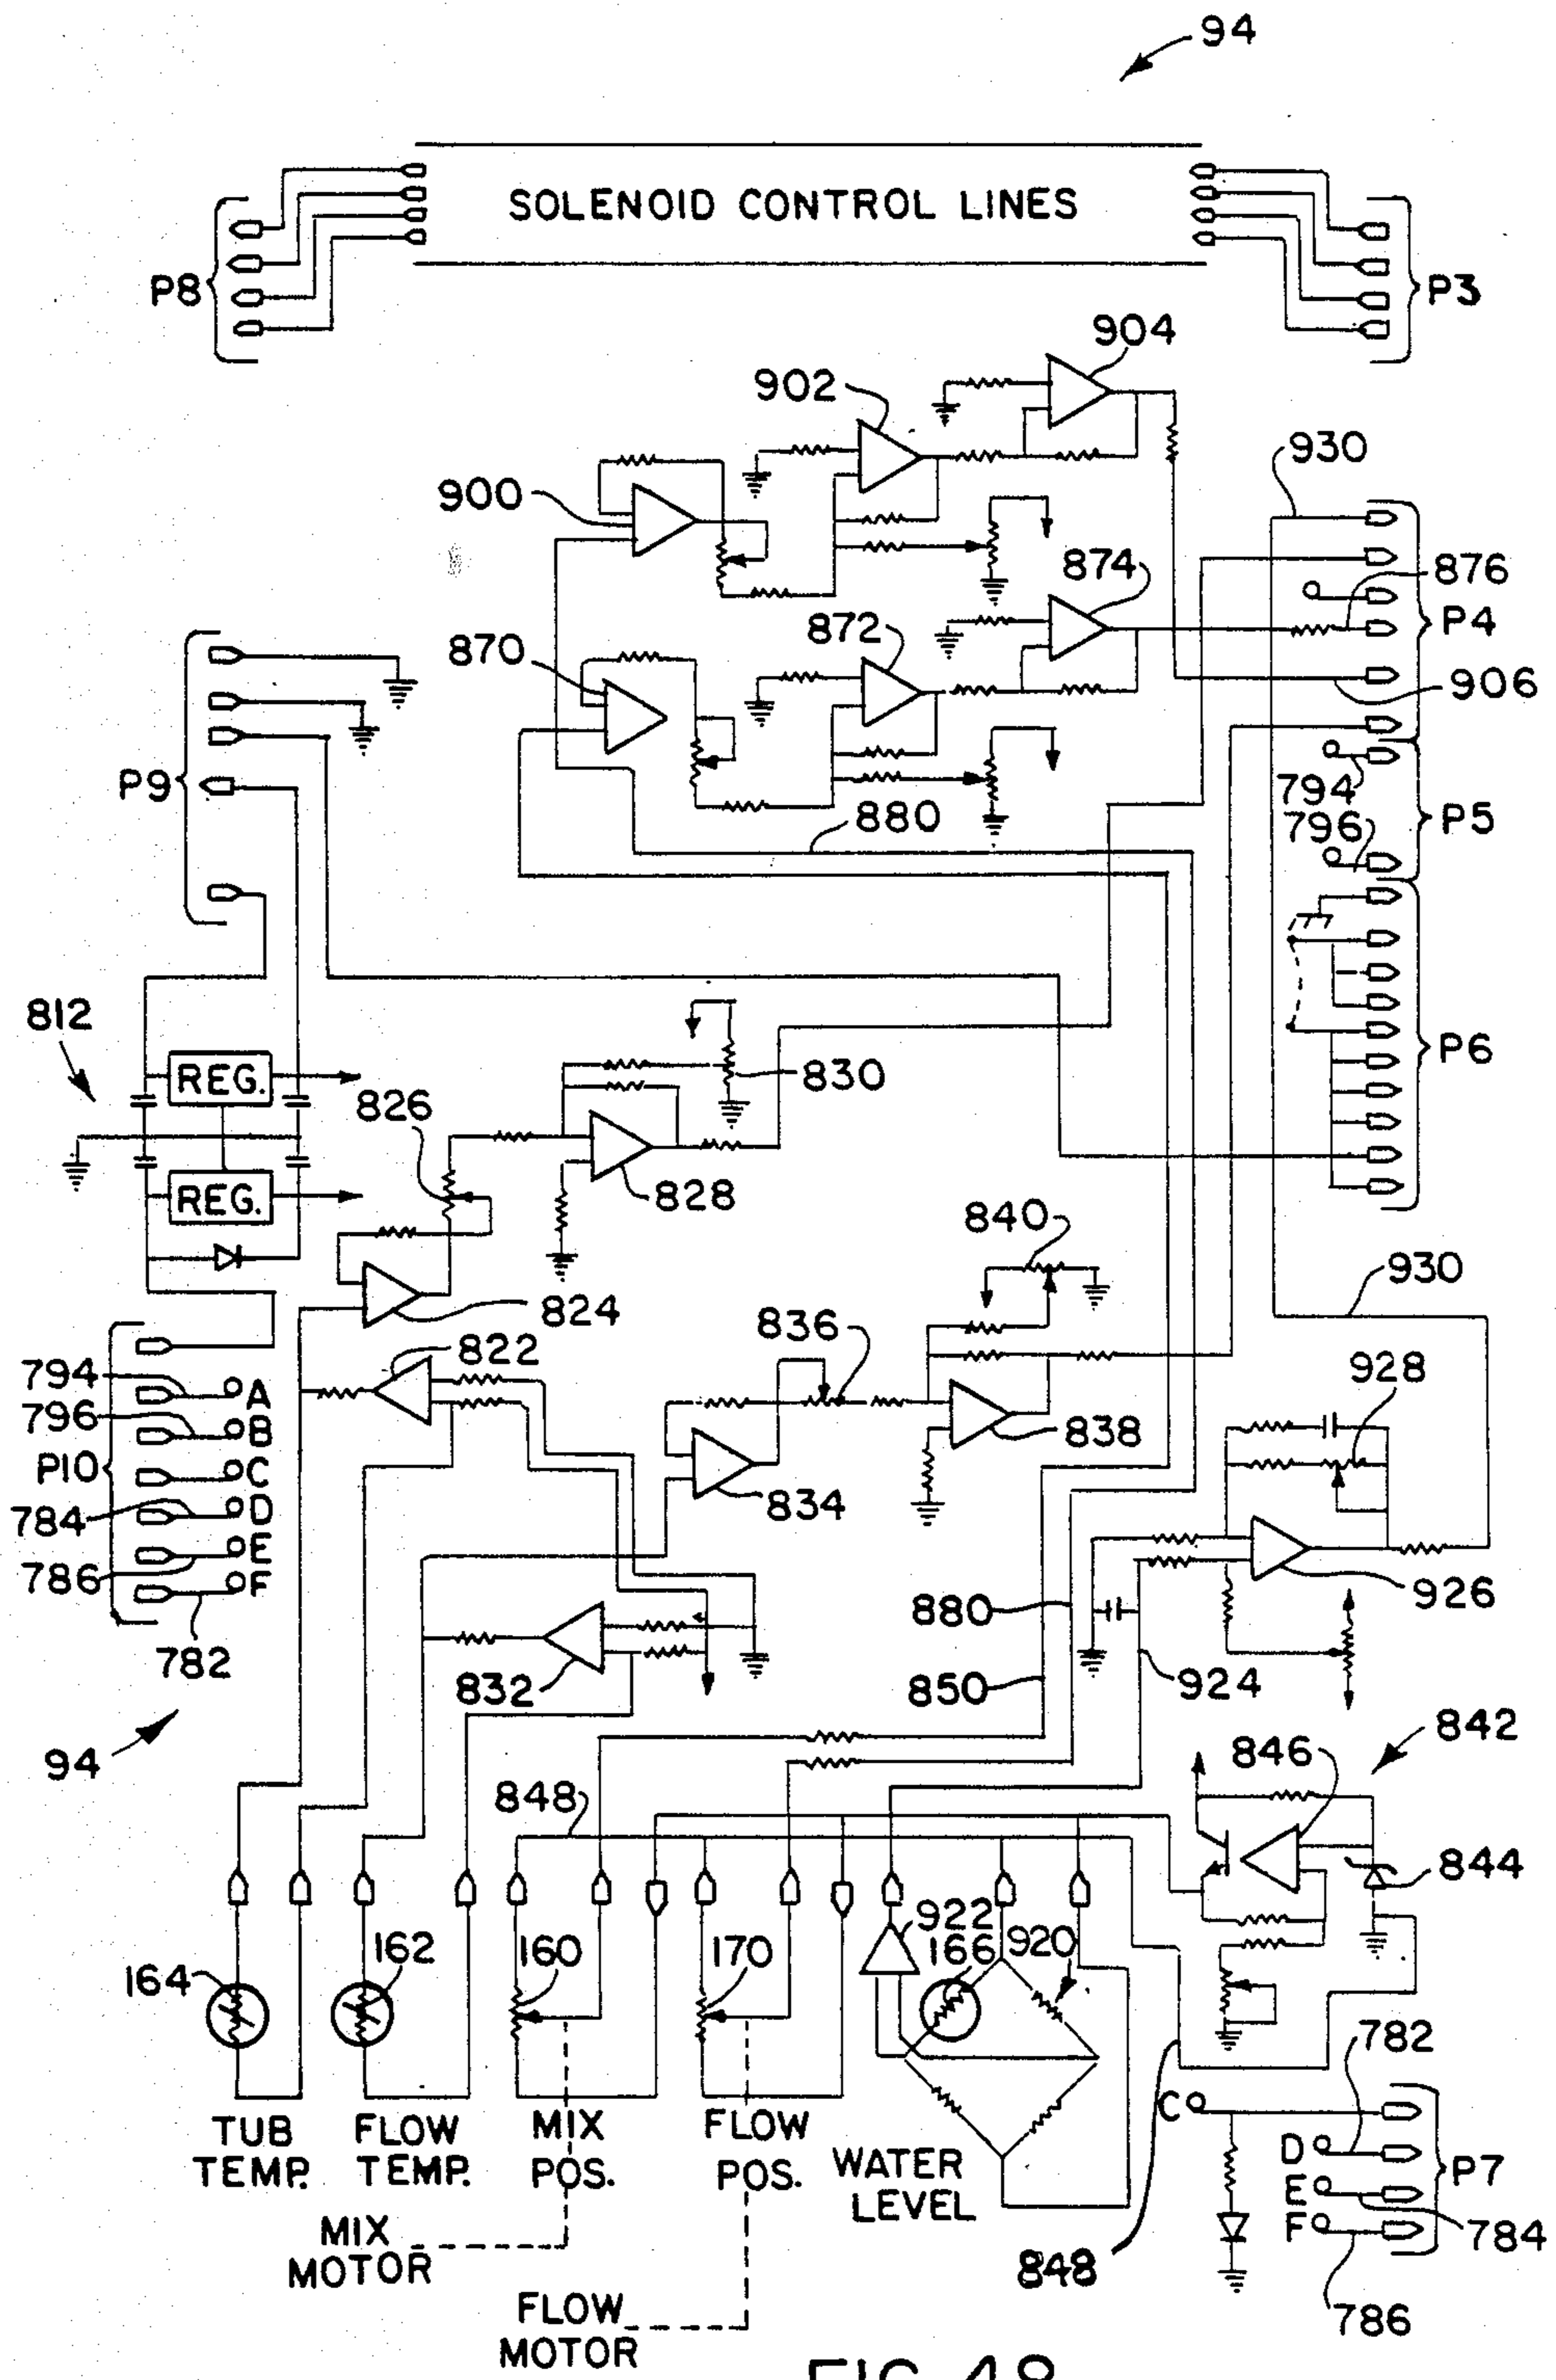 94
SOLENOID CONTROL LINES
P8
P3
904
902
930
900
874
876
P4
872
870
906
P9
794
880
796
P5
812
REG.
826
830
P6
828
REG.
840
824
930
836
822
928
794
A
796
B
838
P10
C
834
784
D
E
786
F
926
880
782
832
850
924
94
842
846
848
844
922
162
160
170
166
920
164
782
C
TUB TEMP.
FLOW TEMP.
MIX POS.
FLOW POS.
D
WATER LEVEL
P7
E
MIX MOTOR
F
784
848
FLOW MOTOR
786
FIG. 48